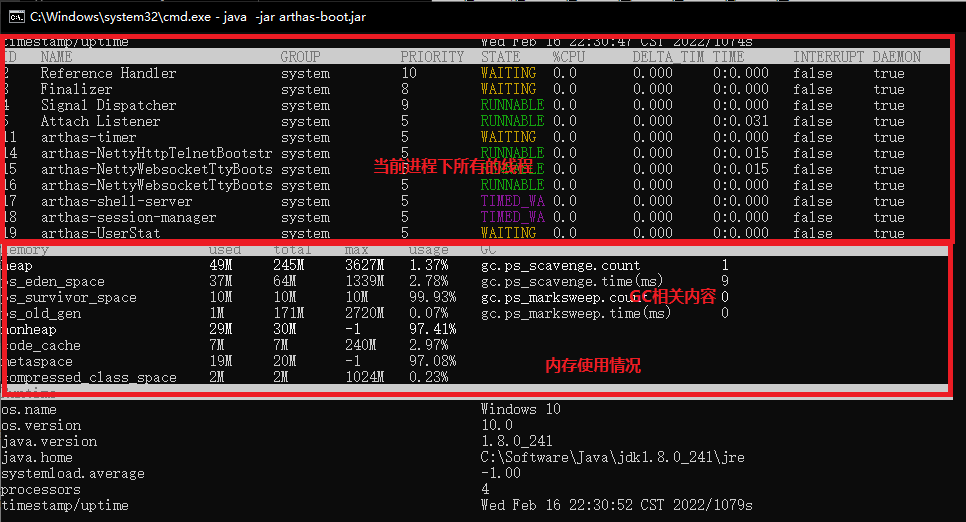 C:\Windows\system32\cmd.exe - java -jar arthas-boot.jar
timestamp/uptime Wed Feb 16 22:30:47 CST 2022/1074s
ID NAME GROUP PRIORITY STATE %CPU DELTA_TIM TIME INTERRUPT DAEMON
2 Reference Handler system 10 WAITING 0.0 0.000 0:0.000 false true
3 Finalizer system 8 WAITING 0.0 0.000 0:0.000 false true
4 Signal Dispatcher system 9 RUNNABLE 0.0 0.000 0:0.000 false true
5 Attach Listener system 5 RUNNABLE 0.0 0.000 0:0.031 false true
11 arthas-timer system 5 WAITING 0.0 0.000 0:0.000 false true
14 arthas-NettyHttpTelnetBootstr system 5 RUNNABLE 0.0 0.000 0:0.015 false true
当前进程下所有的线程
15 arthas-NettyWebsocketTtyBoots system 5 RUNNABLE 0.0 0.000 0:0.015 false true
16 arthas-NettyWebsocketTtyBoots system 5 RUNNABLE 0.0 0.000 0:0.000 false true
17 arthas-shell-server system 5 TIMED_WA 0.0 0.000 0:0.000 false true
18 arthas-session-manager system 5 TIMED_WA 0.0 0.000 0:0.000 false true
19 arthas-UserStat system 5 WAITING 0.0 0.000 0:0.000 false true
Memory used total max usage GC
heap 49M 245M 3627M 1.37% gc.ps_scavenge.count 1
ps_eden_space 37M 64M 1339M 2.78% gc.ps_scavenge.time(ms) 9
ps_survivor_space 10M 10M 10M 99.93% gc.ps_marksweep.count 0
GC相关内容
ps_old_gen 1M 171M 2720M 0.07% gc.ps_marksweep.time(ms) 0
nonheap 29M 30M -1 97.41%
code_cache 7M 7M 240M 2.97%
metaspace 19M 20M -1 97.08%
内存使用情况
compressed_class_space 2M 2M 1024M 0.23%
Runtime
os.name Windows 10
os.version 10.0
java.version 1.8.0_241
java.home C:\Software\Java\jdk1.8.0_241\jre
systemload.average -1.00
processors 4
timestamp/uptime Wed Feb 16 22:30:52 CST 2022/1079s